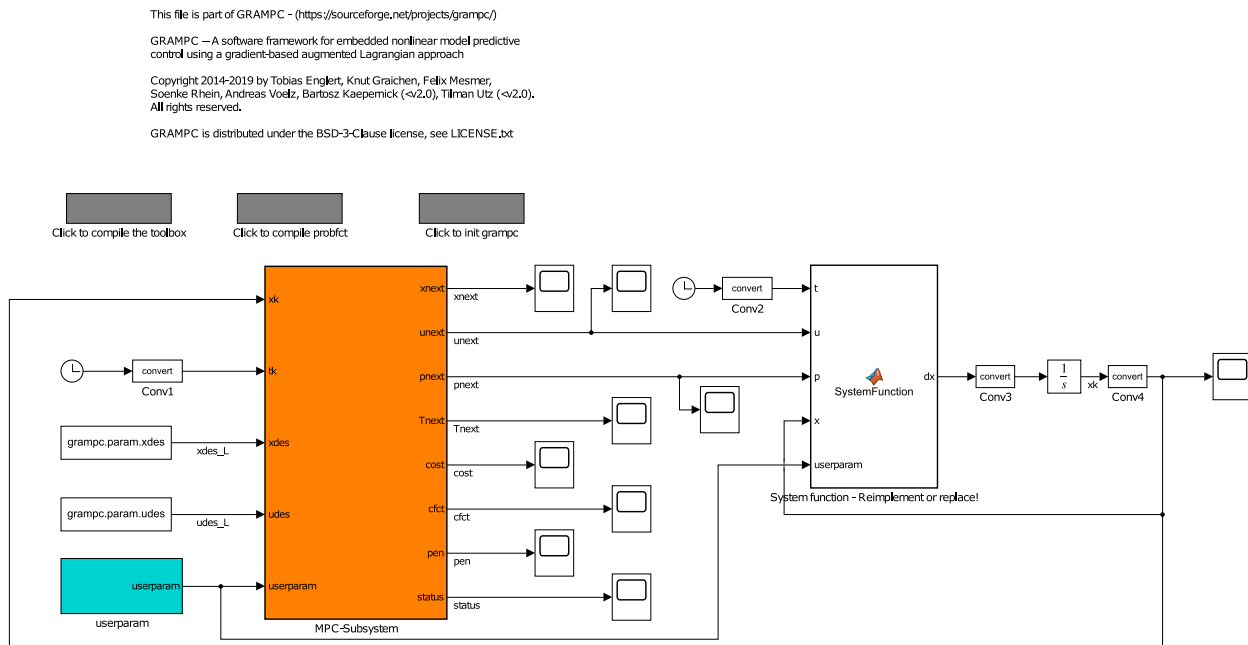 This file is part of GRAMPC - (https://sourceforge.net/projects/grampc/)
GRAMPC -- A software framework for embedded nonlinear model predictive
control using a gradient-based augmented Lagrangian approach
Copyright 2014-2019 by Tobias Englert, Knut Graichen, Felix Mesmer,
Soenke Rhein, Andreas Voelz, Bartosz Kaepernick (<v2.0), Tilman Utz (<v2.0).
All rights reserved.
GRAMPC is distributed under the BSD-3-Clause license, see LICENSE.txt
Click to compile the toolbox
Click to compile probfct
Click to init grampc
convert
Conv1
grampc.param.xdes
xdes_L
grampc.param.udes
udes_L
userparam
userparam
xk
tk
xdes
udes
userparam
xnext
unext
pnext
Tnext
cost
cfct
pen
status
MPC-Subsystem
xnext
unext
pnext
Tnext
cost
cfct
pen
status
convert
Conv2
t
u
p
x
userparam
SystemFunction
dx
System function - Reimplement or replace!
convert
Conv3
1
s
xk
convert
Conv4